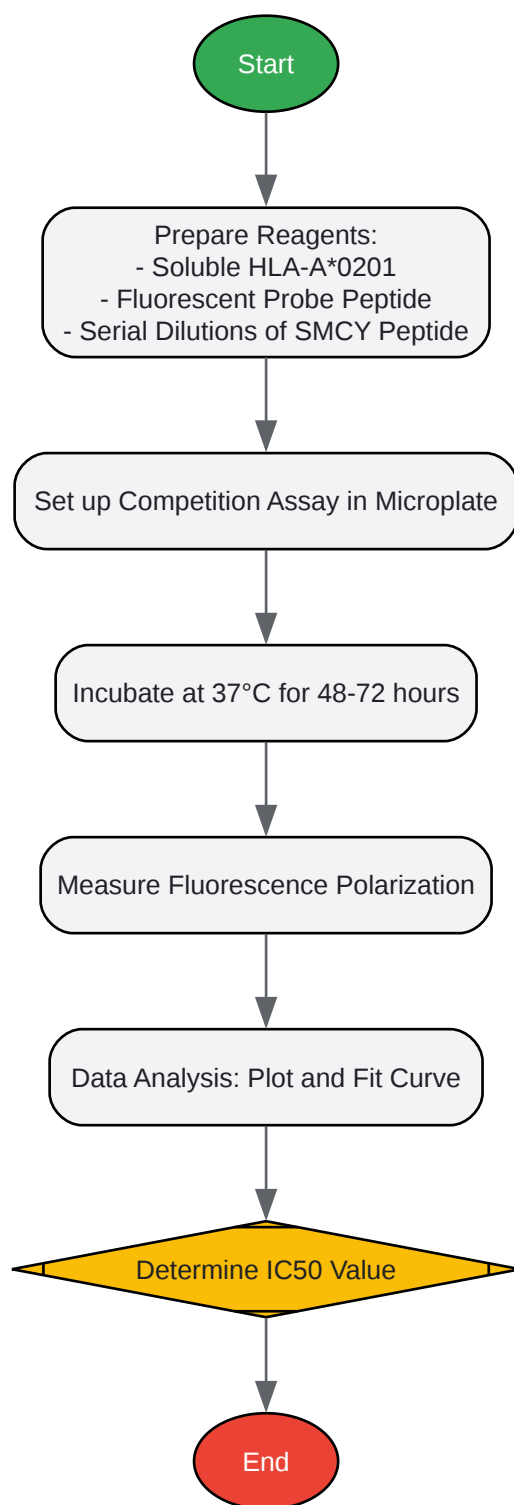 Start
Prepare Reagents:
- Soluble HLA-A*0201
- Fluorescent Probe Peptide
- Serial Dilutions of SMCY Peptide
Set up Competition Assay in Microplate
Incubate at 37°C for 48-72 hours
Measure Fluorescence Polarization
Data Analysis: Plot and Fit Curve
Determine IC50 Value
End